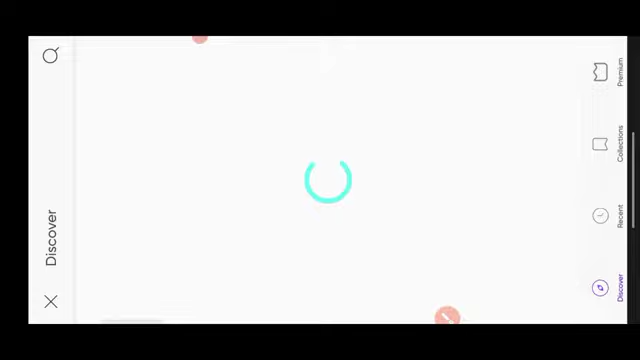 Discover
Discover
Recent
Collections
Premium